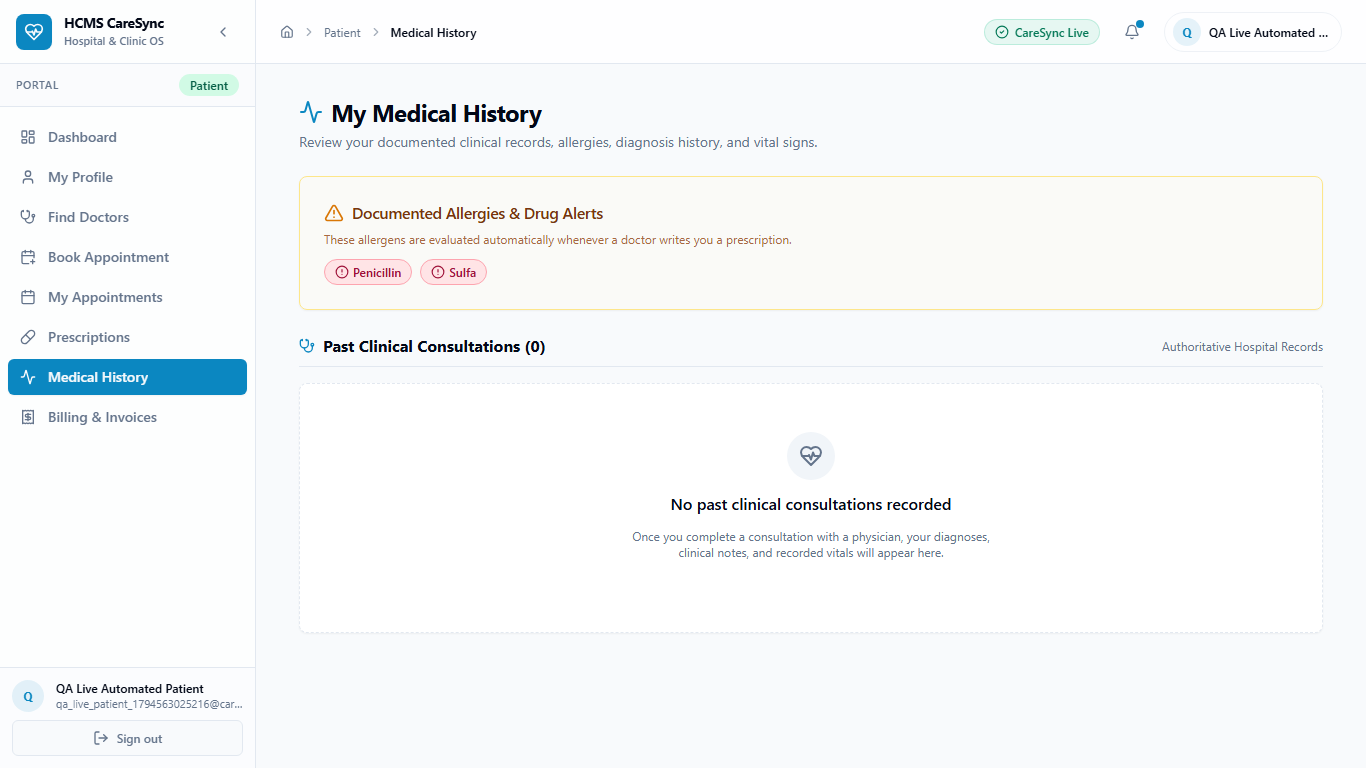 HCMS CareSync
Hospital & Clinic OS
PORTAL
Patient
Dashboard
My Profile
Find Doctors
Book Appointment
My Appointments
Prescriptions
Medical History
Billing & Invoices
QA Live Automated Patient
qa_live_patient_1794563025216@car...
Sign out
Patient
Medical History
CareSync Live
Q
QA Live Automated ...
My Medical History
Review your documented clinical records, allergies, diagnosis history, and vital signs.
Documented Allergies & Drug Alerts
These allergens are evaluated automatically whenever a doctor writes you a prescription.
Penicillin
Sulfa
Past Clinical Consultations (0)
Authoritative Hospital Records
No past clinical consultations recorded
Once you complete a consultation with a physician, your diagnoses,
clinical notes, and recorded vitals will appear here.
Q